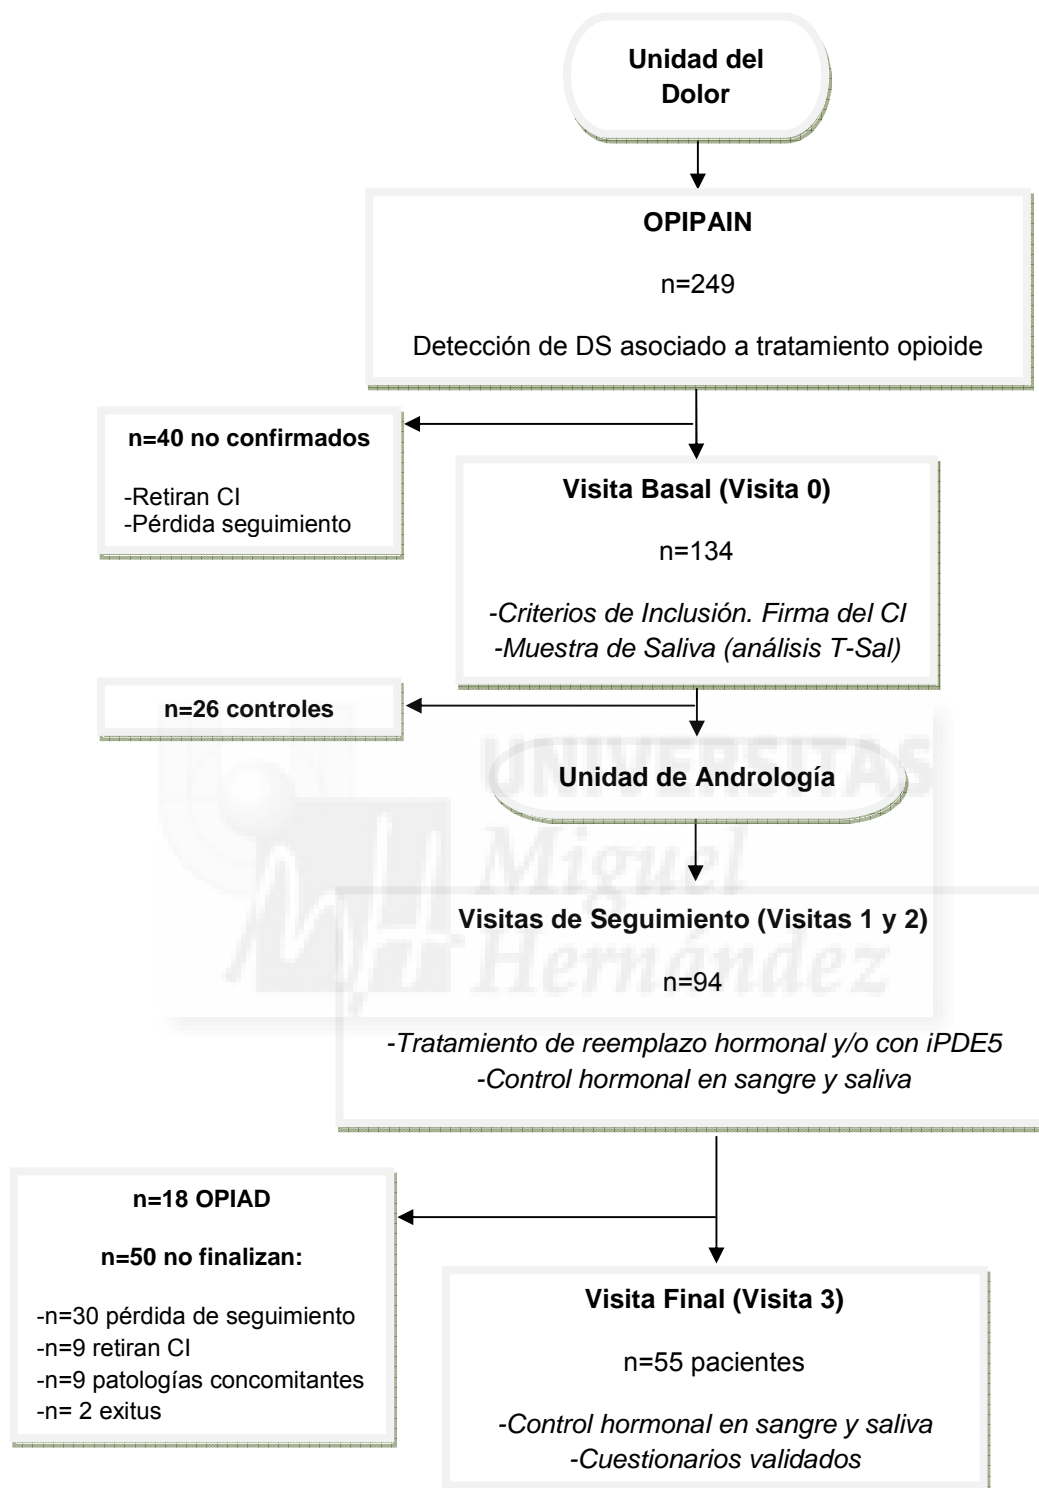 Unidad del
Dolor
OPIPAIN
n=249
Detección de DS asociado a tratamiento opioide
n=40 no confirmados
-Retiran CI
-Pérdida seguimiento
Visita Basal (Visita 0)
n=134
-Criterios de Inclusión. Firma del CI
-Muestra de Saliva (análisis T-Sal)
n=26 controles
UNIVERSITAS
Miguel
Hernández
Unidad de Andrología
Visitas de Seguimiento (Visitas 1 y 2)
n=94
-Tratamiento de reemplazo hormonal y/o con iPDE5
-Control hormonal en sangre y saliva
n=18 OPIAD
n=50 no finalizan:
-n=30 pérdida de seguimiento
-n=9 retiran CI
-n=9 patologías concomitantes
-n= 2 exitus
Visita Final (Visita 3)
n=55 pacientes
-Control hormonal en sangre y saliva
-Cuestionarios validados